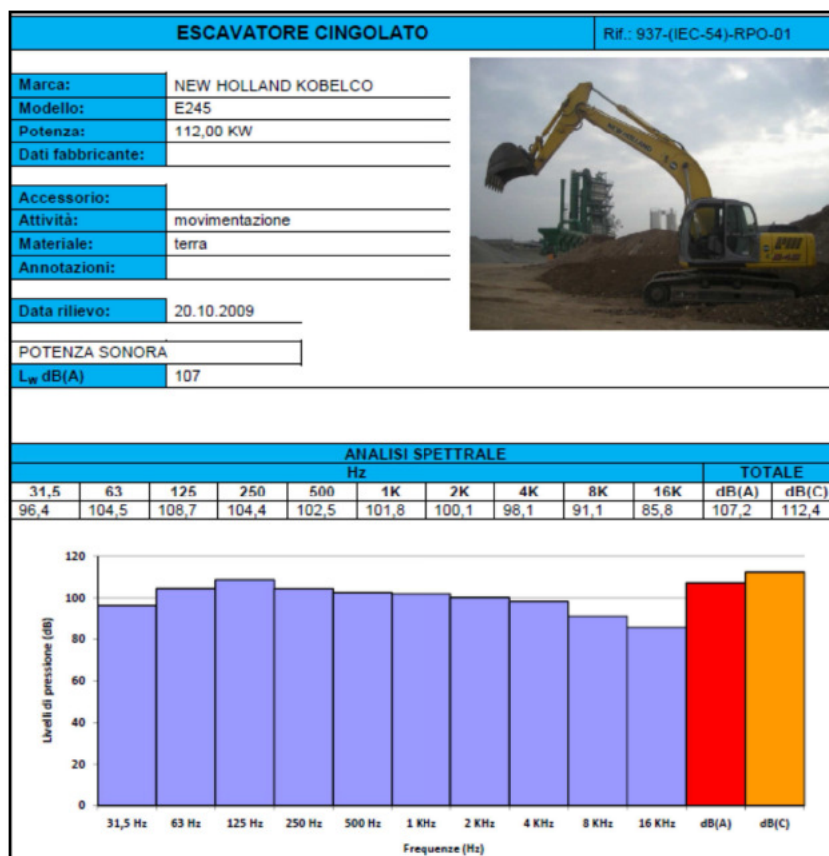 ESCAVATORE CINGOLATO Rif.: 937-(IEC-54)-RPO-01
Marca: NEW HOLLAND KOBELCO
Modello: E245
Potenza: 112,00 KW
Dati fabbricante:
Accessorio:
Attività: movimentazione
Materiale: terra
Annotazioni:
Data rilievo: 20.10.2009
NEW HOLLAND
POTENZA SONORA
LW dB(A) 107
ANALISI SPETTRALE
Hz TOTALE
31,5 63 125 250 500 1K 2K 4K 8K 16K dB(A) dB(C)
96,4 104,5 108,7 104,4 102,5 101,8 100,1 98,1 91,1 85,8 107,2 112,4
120
100
80
60
40
20
0
Livelli di pressione (dB)
31,5 Hz 63 Hz 125 Hz 250 Hz 500 Hz 1 KHz 2 KHz 4 KHz 8 KHz 16 KHz dB(A) dB(C)
Frequenze (Hz)